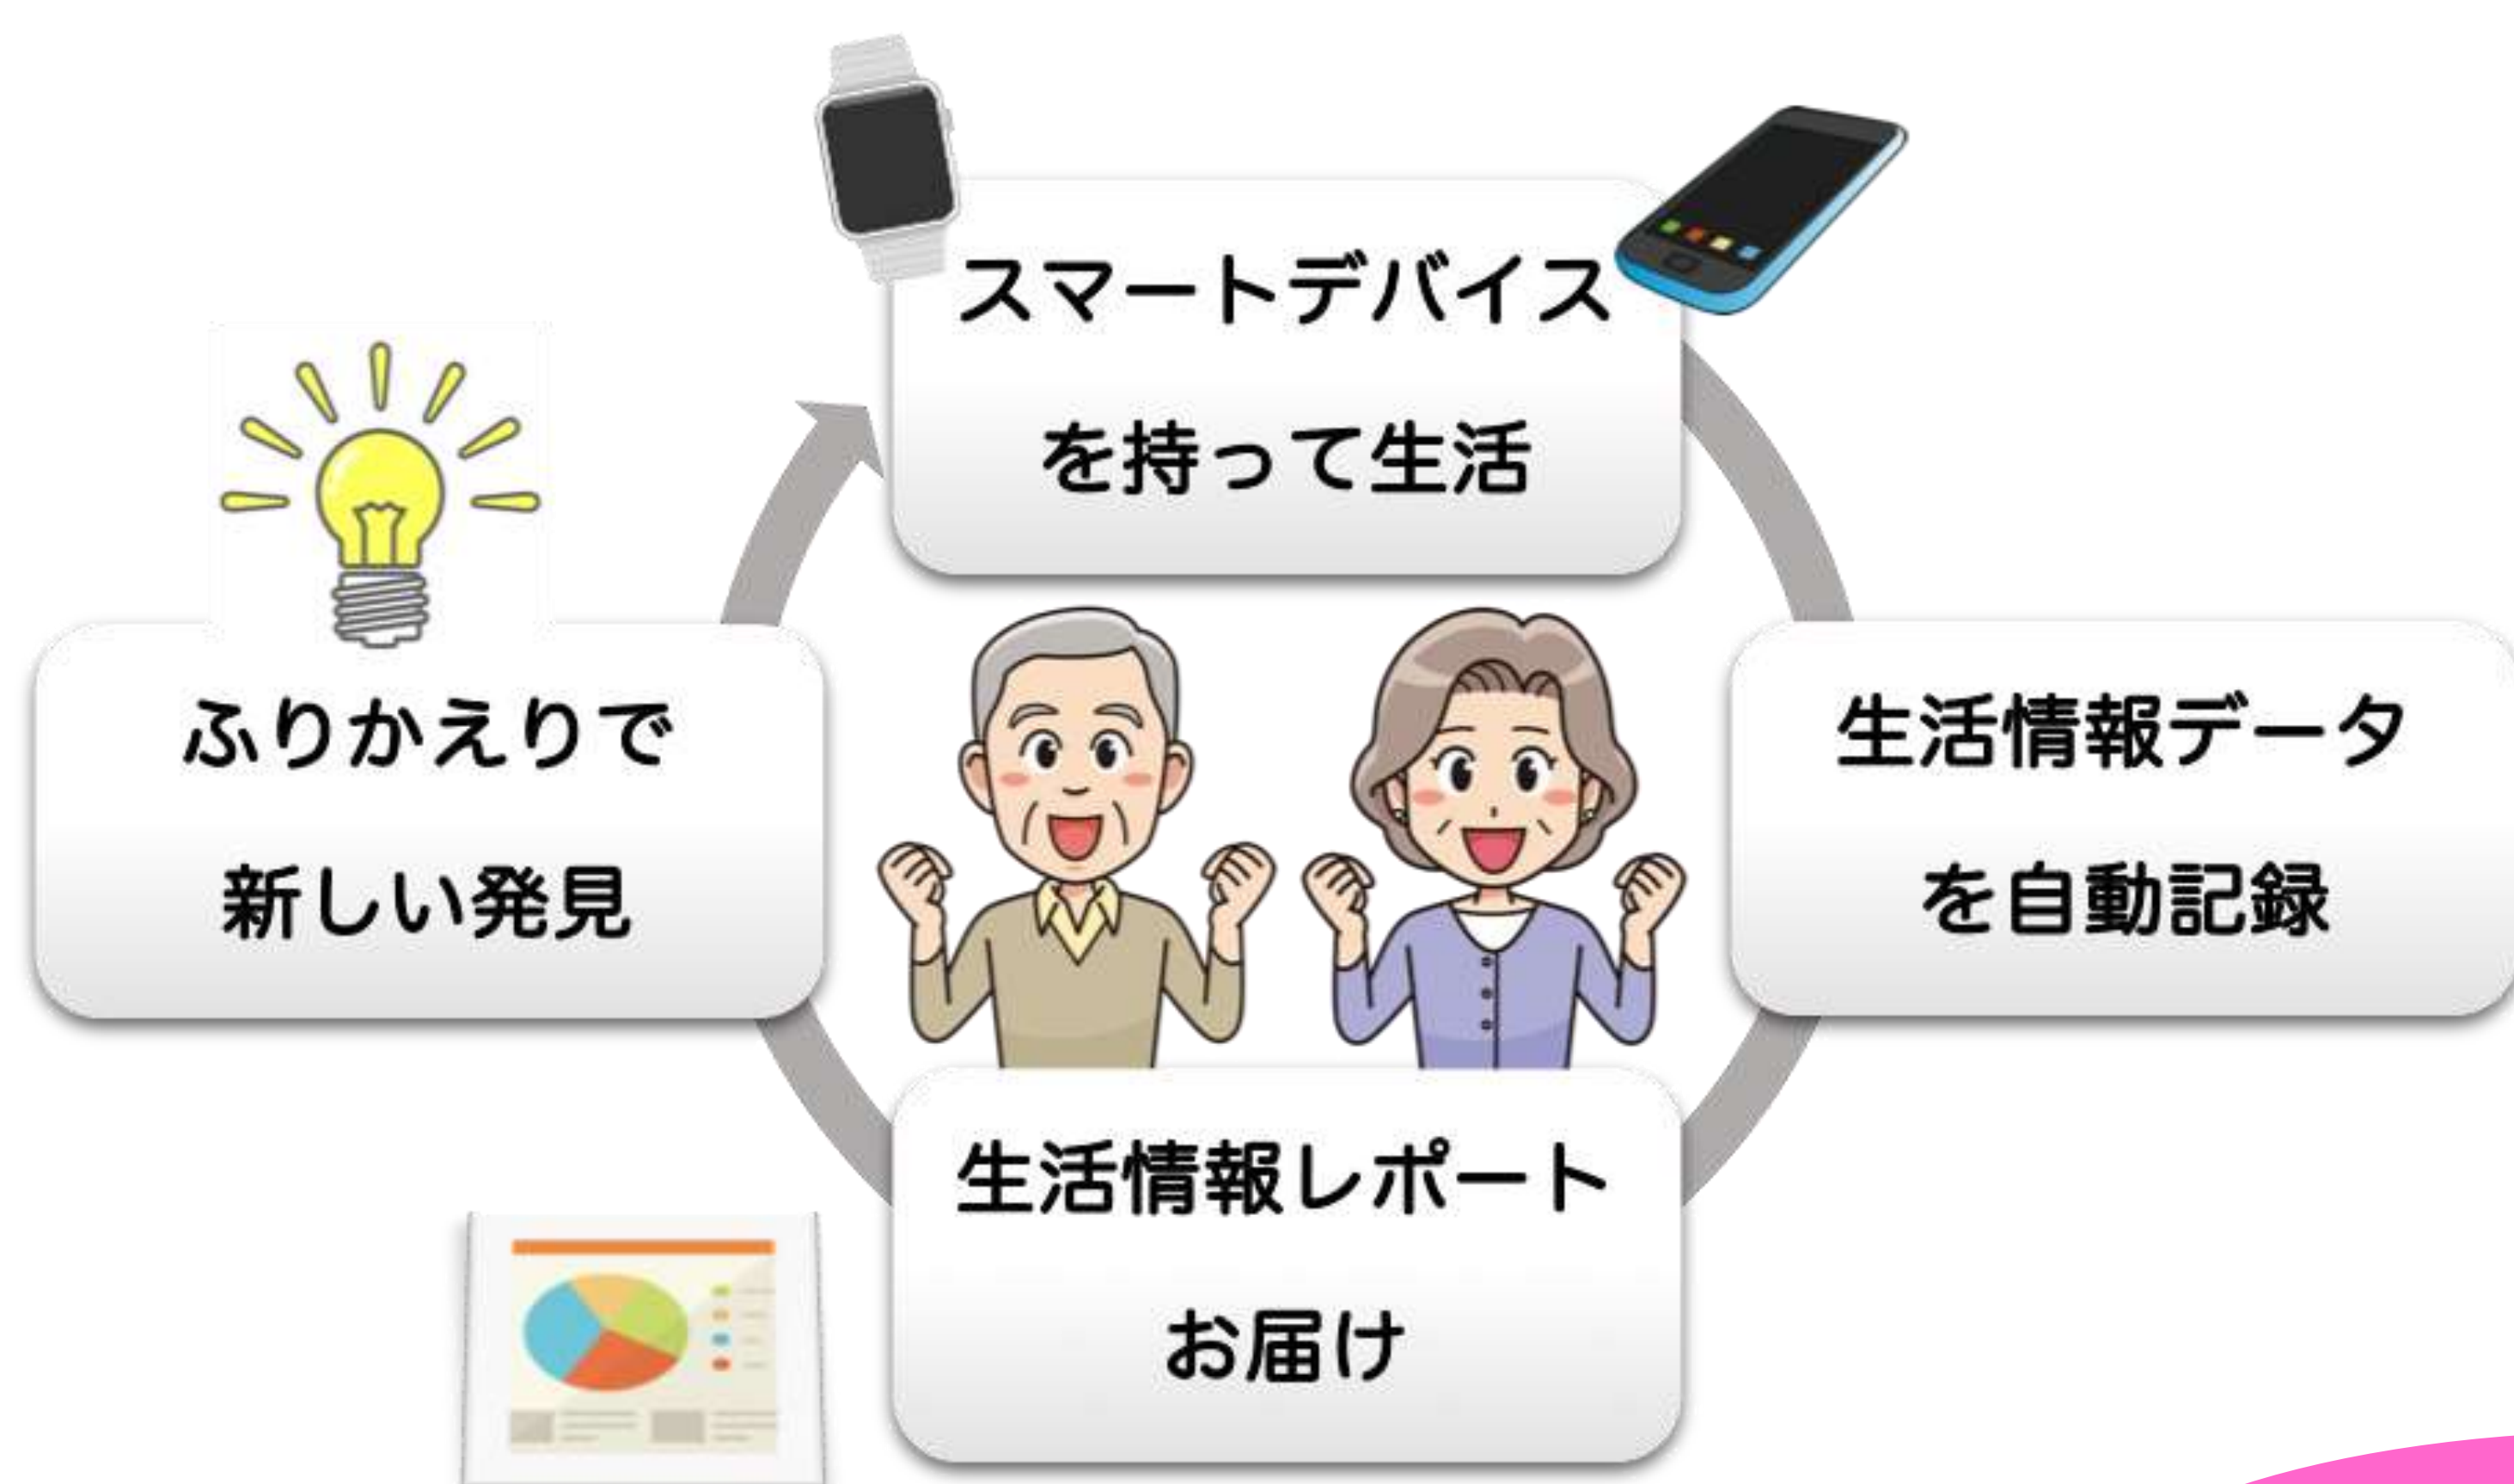 スマートデバイス
を持って生活
ふりかえりで
新しい発見
生活情報データ
を自動記録
生活情報レポート
お届け